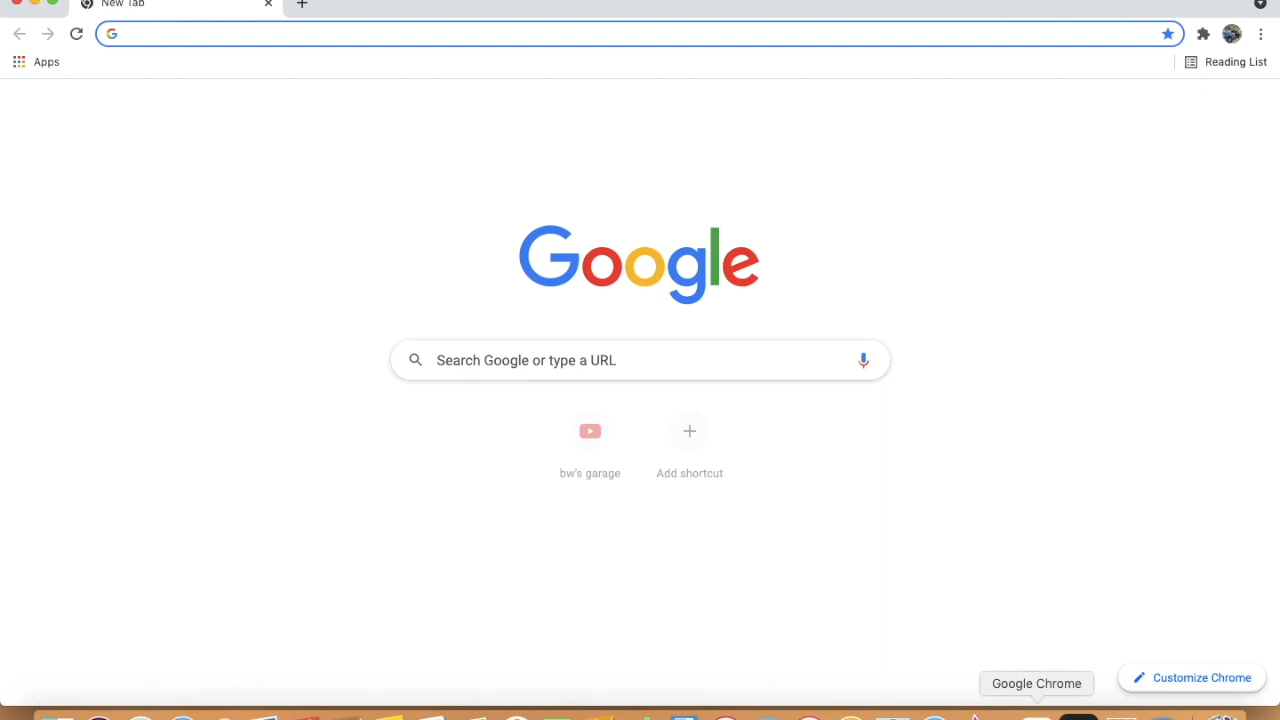 New Tab
Apps
Reading List
Google
Search Google or type a URL
bw's garage
Add shortcut
Google Chrome
Customize Chrome